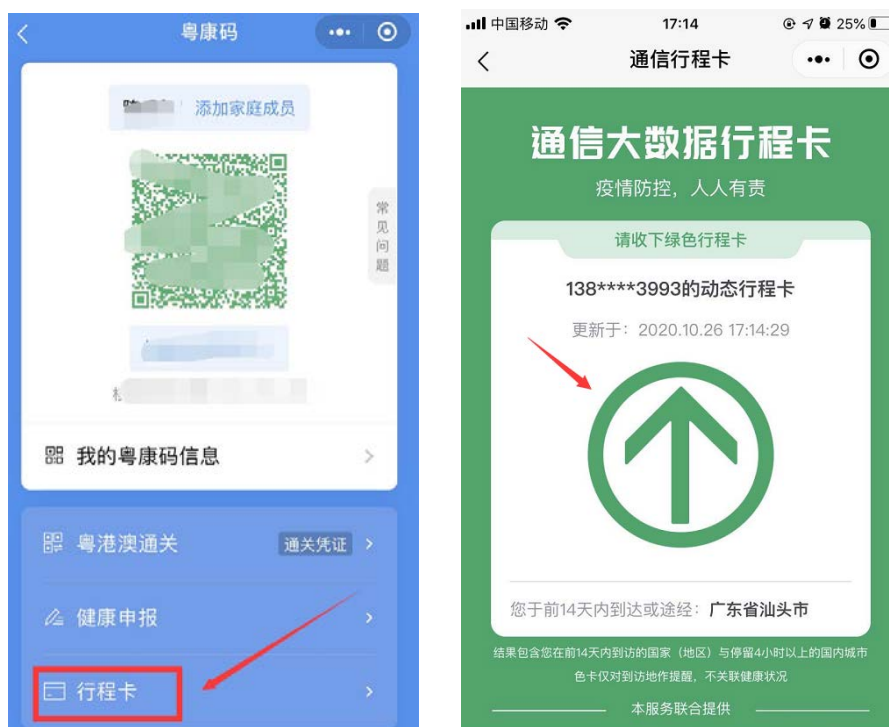 粤康码
添加家庭成员
常见问题
我的粤康码信息
粤港澳通关
通关凭证
健康申报
行程卡
中国移动
17:14
25%
通信行程卡
通信大数据行程卡
疫情防控，人人有责
请收下绿色行程卡
138****3993的动态行程卡
更新于：2020.10.26 17:14:29
您于前14天内到达或途经：广东省汕头市
结果包含您在前14天内到访的国家（地区）与停留4小时以上的国内城市
色卡仅对到访地作提醒，不关联健康状况
本服务联合提供